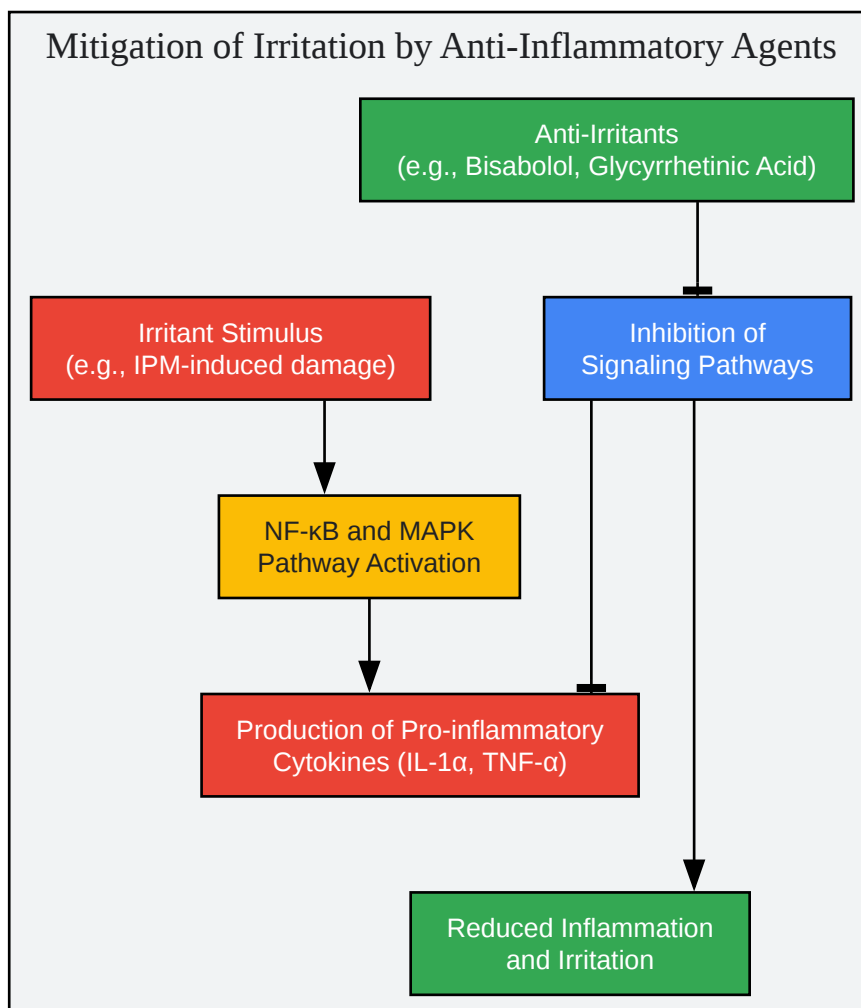 Mitigation of Irritation by Anti-Inflammatory Agents
Anti-Irritants
(e.g., Bisabolol, Glycyrrhetinic Acid)
Irritant Stimulus
(e.g., IPM-induced damage)
Inhibition of
Signaling Pathways
NF-κB and MAPK
Pathway Activation
Production of Pro-inflammatory
Cytokines (IL-1α, TNF-α)
Reduced Inflammation
and Irritation